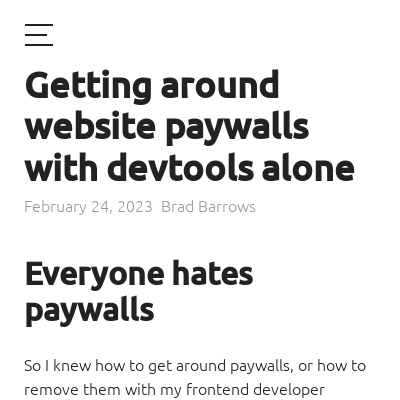 Getting around
website paywalls
with devtools alone
February 24, 2023 Brad Barrows
Everyone hates
paywalls
So I knew how to get around paywalls, or how to
remove them with my frontend developer